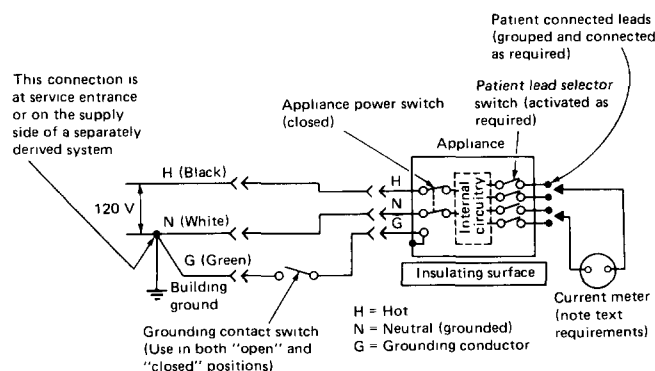 Patient connected leads
(grouped and connected
as required)
This connection is
at service entrance
or on the supply
side of a separately
derived system
Appliance power switch
(closed)
Patient lead selector
switch (activated as
required)
Appliance
H (Black)
H
120 V
N (White)
N
G
Internal
circuitry
G (Green)
Building
ground
Insulating surface
Grounding contact switch
(Use in both "open" and
"closed" positions)
H = Hot
N = Neutral (grounded)
G = Grounding conductor
Current meter
(note text
requirements)